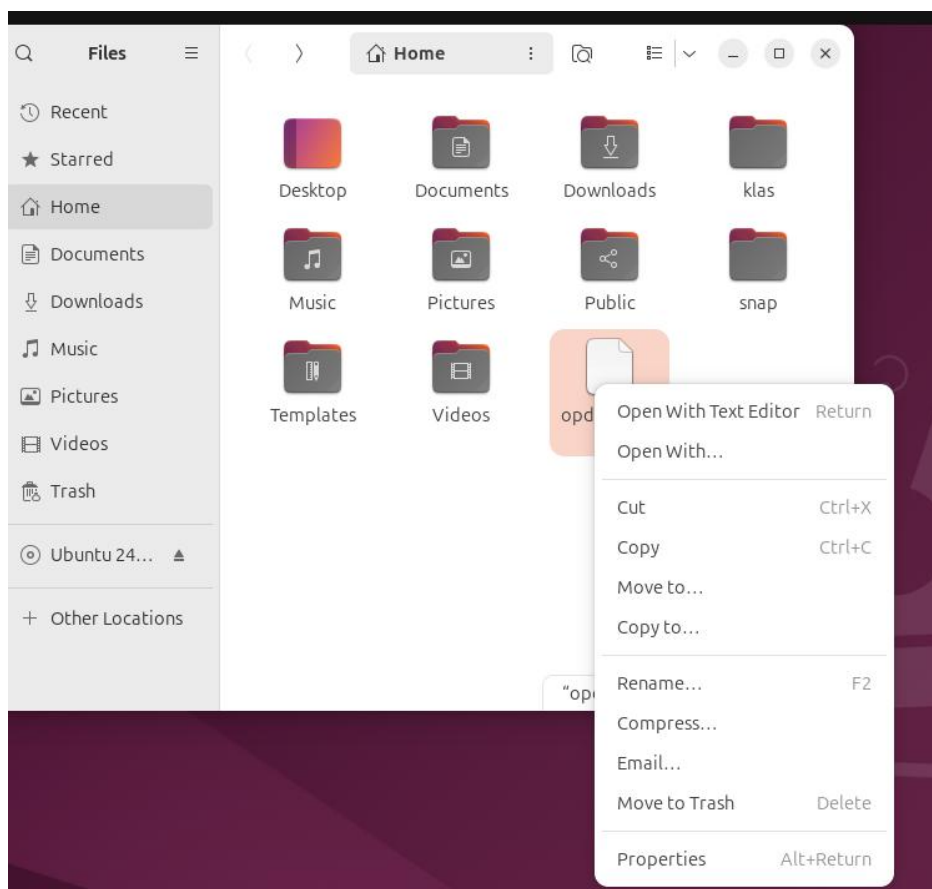 Files
Home
Recent
Starred
Home
Documents
Downloads
Music
Pictures
Videos
Trash
Ubuntu 24...
Other Locations
Desktop Documents Downloads klas
Music Pictures Public snap
Templates Videos opd
Open With Text Editor Return
Open With...
Cut Ctrl+X
Copy Ctrl+C
Move to...
Copy to...
Rename... F2
Compress...
Email...
Move to Trash Delete
Properties Alt+Return
"op